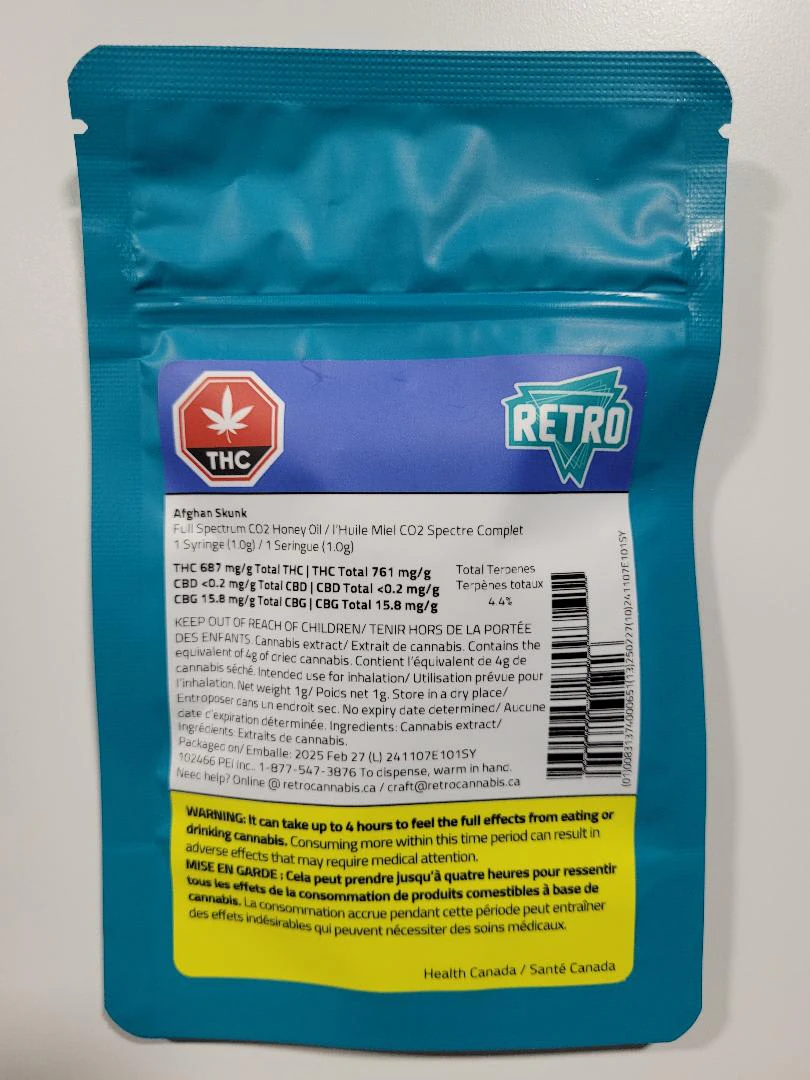 THC
RETRO
Afghan Skunk
Full Spectrum CO2 Honey Oil / l'Huile Miel CO2 Spectre Complet
1 Syringe (1.0g) / 1 Seringue (1.0g)
THC 687 mg/g Total THC | THC Total 761 mg/g
CBD <0.2 mg/g Total CBD | CBD Total <0.2 mg/g
CBG 15.8 mg/g Total CBG | CBG Total 15.8 mg/g
Total Terpenes
Terpènes totaux
4.4%
KEEP OUT OF REACH OF CHILDREN/ TENIR HORS DE LA PORTÉE
DES ENFANTS. Cannabis extract/ Extrait de cannabis. Contains the
equivalent of 4g of dried cannabis. Contient l'équivalent de 4g de
cannabis séché. Intended use for inhalation/ Utilisation prévue pour
l'inhalation. Net weight 1g/ Poids net 1g. Store in a dry place/
Entroposer dans un endroit sec. No expiry date determined/ Aucune
date d'expiration déterminée. Ingredients: Cannabis extract/
Ingrédients: Extraits de cannabis.
Packaged on/ Emballe: 2025 Feb 27 (L) 241107E101SY
102466 PEI Inc.. 1-877-547-3876 To dispense, warm in hand.
Need help? Online @ retrocannabis.ca / craft@retrocannabis.ca
(01)00831374000651(13)250227(10)241107E101SY
WARNING: It can take up to 4 hours to feel the full effects from eating or
drinking cannabis. Consuming more within this time period can result in
adverse effects that may require medical attention.
MISE EN GARDE : Cela peut prendre jusqu'à quatre heures pour ressentir
tous les effets de la consommation de produits comestibles à base de
cannabis. La consommation accrue pendant cette période peut entraîner
des effets indésirables qui peuvent nécessiter des soins médicaux.
Health Canada / Santé Canada